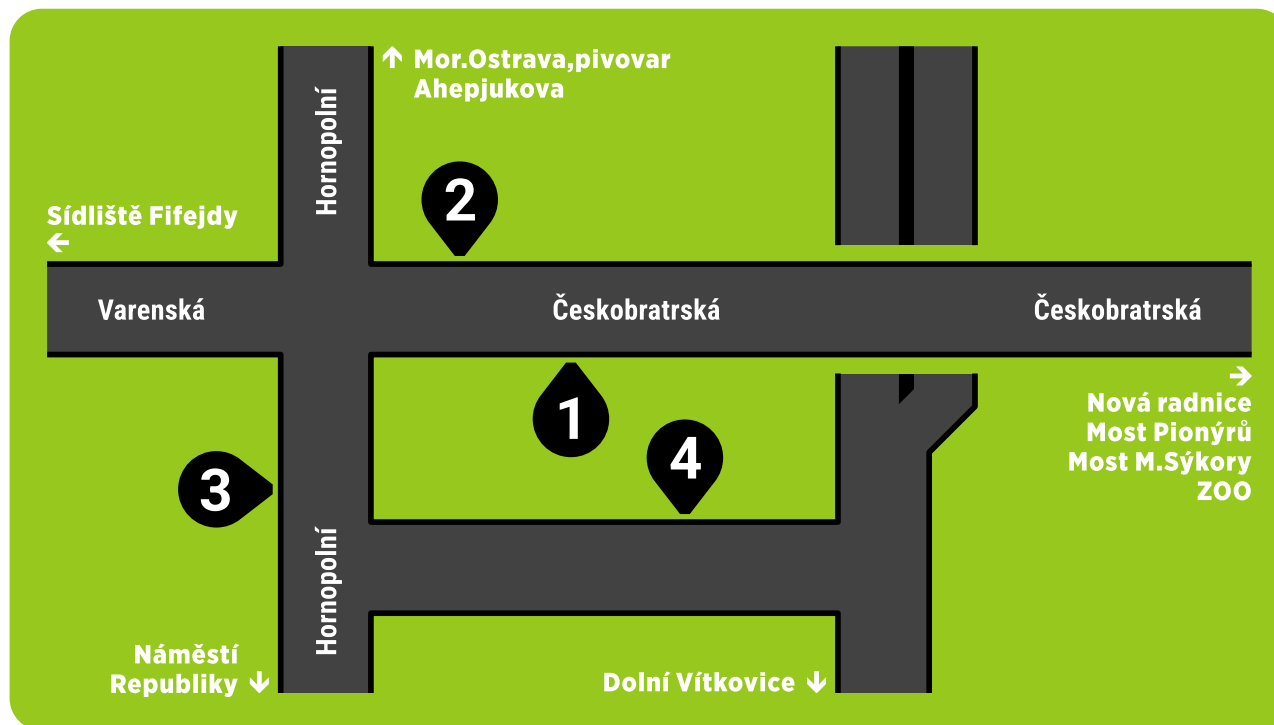 Mor.Ostrava,pivovar
Ahepjukova
Hornopolní
2
Sídliště Fifejdy
Varenská
Českobratrská
Českobratrská
1
Nová radnice
Most Pionýrů
Most M.Sýkory
ZOO
4
3
Hornopolní
Náměstí
Republiky
Dolní Vítkovice